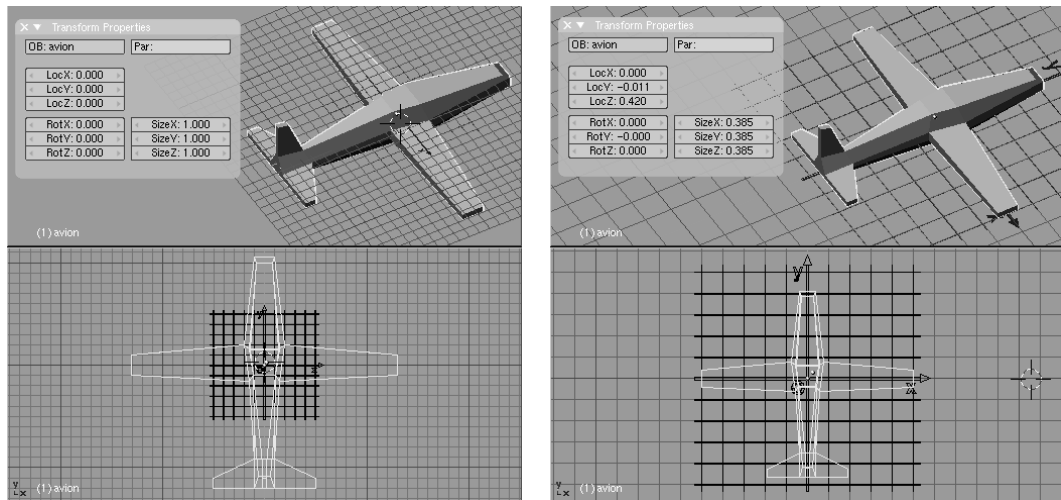 Transform Properties
OB: avion
Par:
LocX: 0.000
LocY: 0.000
LocZ: 0.000
RotX: 0.000
SizeX: 1.000
RotY: 0.000
SizeY: 1.000
RotZ: 0.000
SizeZ: 1.000
(1) avion
y
x
y
x
(1) avion
Transform Properties
OB: avion
Par:
LocX: 0.000
LocY: -0.011
LocZ: 0.420
RotX: 0.000
SizeX: 0.385
RotY: -0.000
SizeY: 0.385
RotZ: 0.000
SizeZ: 0.385
(1) avion
y
x
y
x
(1) avion